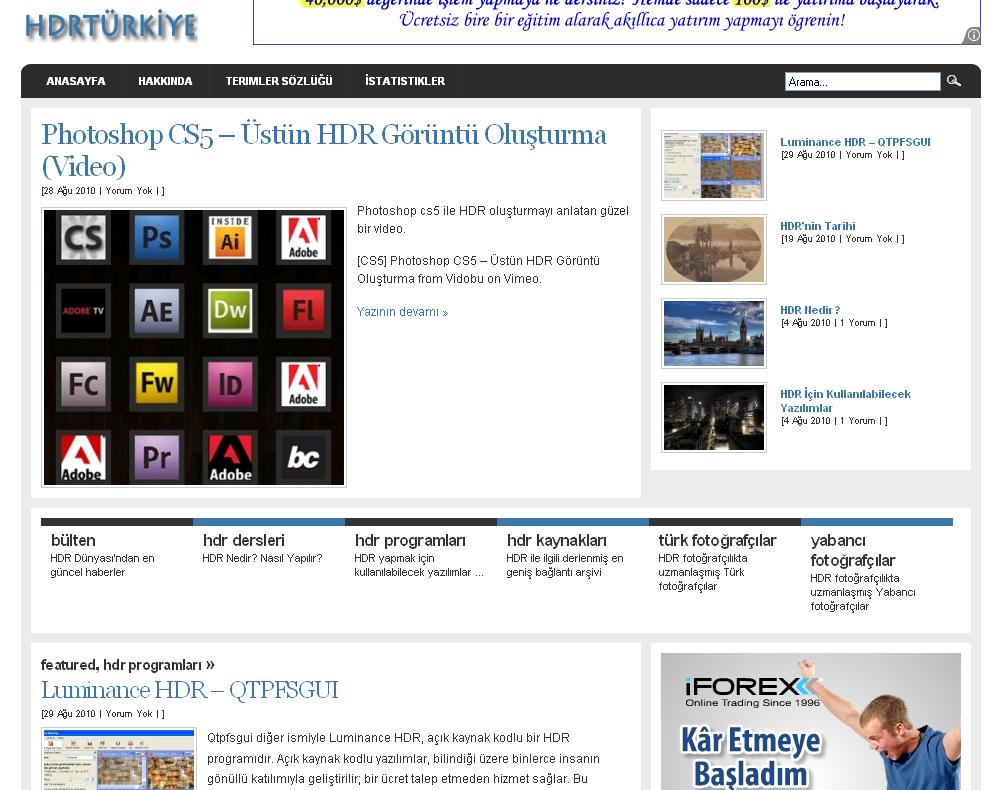 HDRTÜRKİYE
40,000$ değerinde işlem yapmaya ne dersiniz? Hemde sadece 100$ ile yatırıma başlayarak.
Ücretsiz bire bir eğitim alarak akıllıca yatırım yapmayı ögrenin!
ANASAYFA HAKKINDA TERIMLER SÖZLÜĞÜ İSTATISTIKLER
Arama...
Photoshop CS5 – Üstün HDR Görüntü Oluşturma
(Video)
[28 Ağu 2010 | Yorum Yok | ]
Photoshop cs5 ile HDR oluşturmayı anlatan güzel
bir video.
[CS5] Photoshop CS5 – Üstün HDR Görüntü
Oluşturma from Vidobu on Vimeo.
Yazının devamı »
CS Ps INSIDE Ai Adobe
ADOBE TV AE Dw Fl
Fc Fw ID Adobe
Adobe Pr Adobe bc
Luminance HDR – QTPFSGUI
[29 Ağu 2010 | Yorum Yok | ]
HDR'nin Tarihi
[19 Ağu 2010 | Yorum Yok | ]
HDR Nedir?
[4 Ağu 2010 | 1 Yorum | ]
HDR İçin Kullanılabilecek
Yazılımlar
[4 Ağu 2010 | 1 Yorum | ]
bülten
HDR Dünyası'ndan en
güncel haberler
hdr dersleri
HDR Nedir? Nasıl Yapılır?
hdr programları
HDR yapmak için
kullanılabilecek yazılımlar ...
hdr kaynakları
HDR ile ilgili derlenmiş en
geniş bağlantı arşivi
türk fotoğrafçılar
HDR fotoğrafçılıkta
uzmanlaşmış Türk
fotoğrafçılar
yabancı
fotoğrafçılar
HDR fotoğrafçılıkta
uzmanlaşmış Yabancı
fotoğrafçılar
featured, hdr programları »
Luminance HDR – QTPFSGUI
[29 Ağu 2010 | Yorum Yok | ]
Qtpfsgui diğer ismiyle Luminance HDR, açık kaynak kodlu bir HDR
programıdır. Açık kaynak kodlu yazılımlar, bilindiği üzere binlerce insanın
gönüllü katılımıyla geliştirilir; bir ücret talep etmeden hizmet sağlar. Bu
iFOREX
Online Trading Since 1996
Kâr Etmeye
Başladım